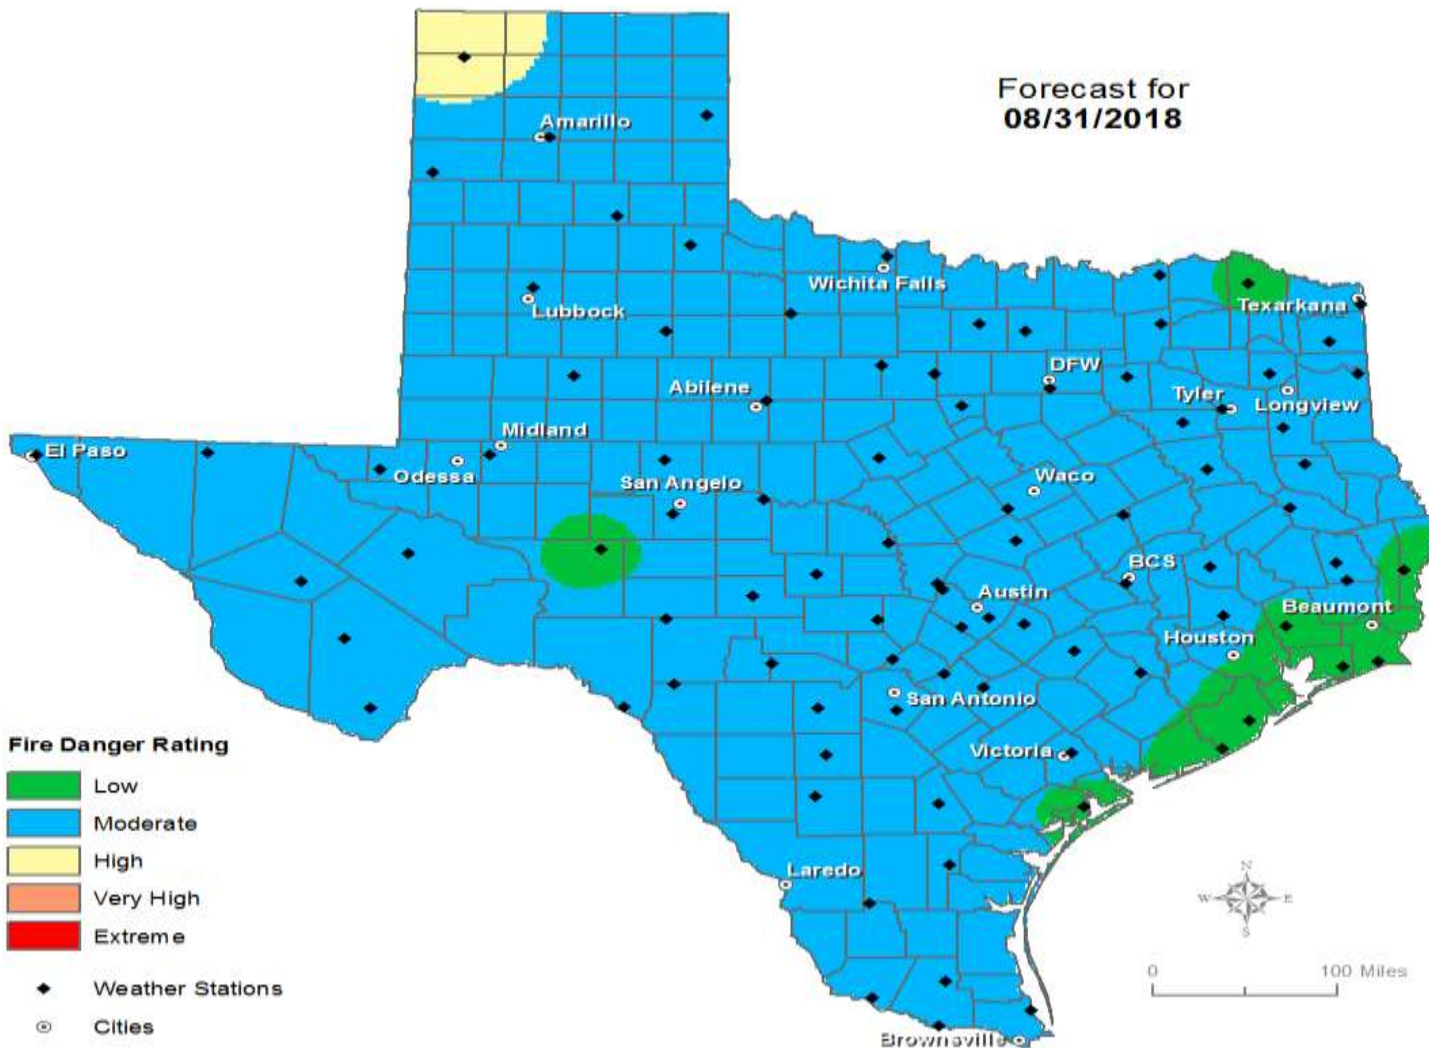 Forecast for
08/31/2018
Amarillo
Wichita Falls
Texarkana
Lubbock
DFW
Abilene
Tyler
Longview
Midland
El Paso
Odessa
San Angelo
Waco
BCS
Austin
Beaumont
Houston
San Antonio
Victoria
Laredo
Brownsville
Fire Danger Rating
Low
Moderate
High
Very High
Extreme
Weather Stations
Cities
N
W E
S
0 100 Miles